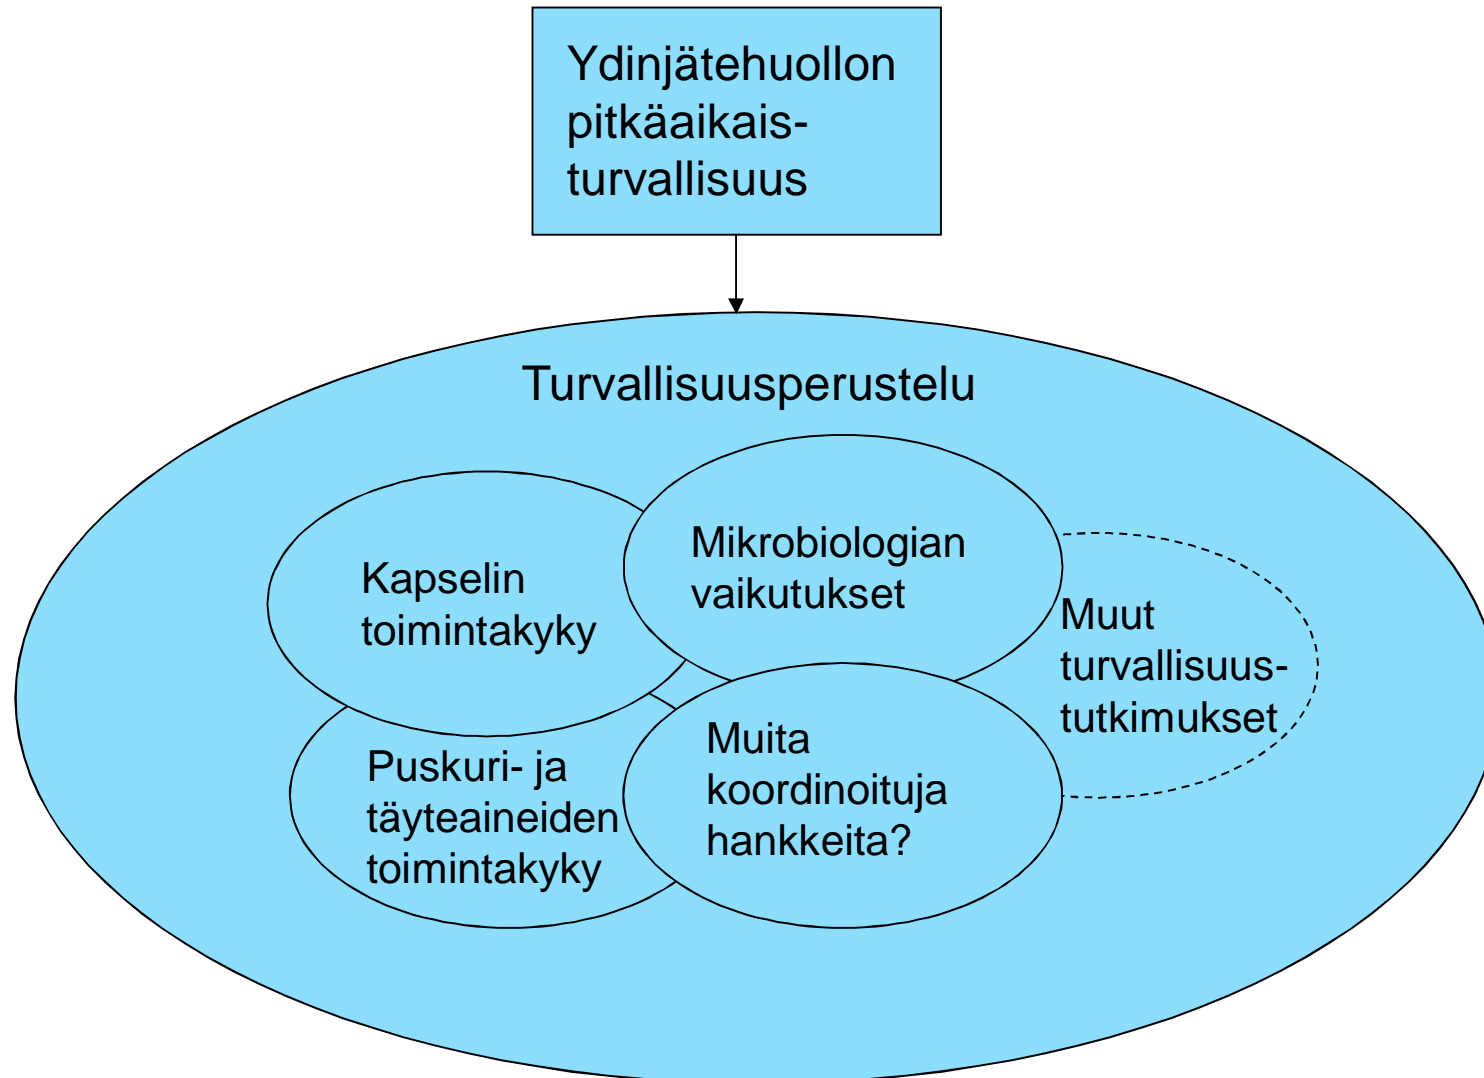 Ydinjätehuollon
pitkäaikais-
turvallisuus
Turvallisuusperustelu
Kapselin
toimintakyky
Mikrobiologian
vaikutukset
Muut
turvallisuus-
tutkimukset
Puskuri- ja
täyteaineiden
toimintakyky
Muita
koordinoituja
hankkeita?